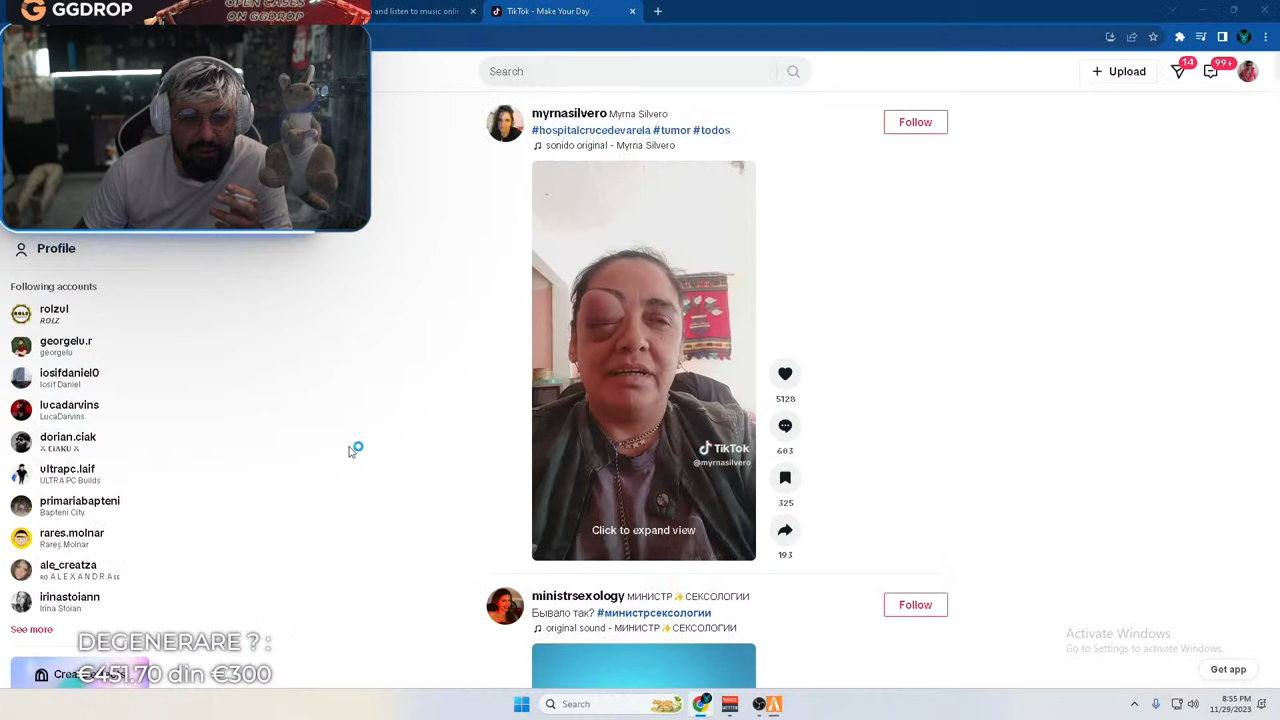 GGDROP
OPEN CASES
ON GGDROP
and listen to music onlin
TikTok - Make Your Day
Search
Upload
14
99+
myrnasilvero Myrna Silvero
#hospitalcrucedevarela #tumor #todos
sonido original - Myrna Silvero
Follow
Profile
Following accounts
rolzul
ROLZ
georgelu.r
georgelu
iosifdaniel0
Iosif Daniel
lucadarvins
LucaDarvins
dorian.ciak
ⵋ CIAKU ⵋ
ultrapc.laif
ULTRA PC Builds
primariabapteni
Bapteni City
rares.molnar
Rareș Molnar
ale_creatza
ʀᴏ A L E X A N D R A
irinastoiann
Irina Stoian
See more
TikTok
@myrnasilvero
Click to expand view
5128
603
325
193
ministrsexology МИНИСТР✨СЕКСОЛОГИИ
Бывало так? #министрсексологии
original sound - МИНИСТР✨СЕКСОЛОГИИ
Follow
DEGENERARE ? :
€451.70 din €300
Activate Windows
Go to Settings to activate Windows.
Get app
Search
8:55 PM
11/29/2023